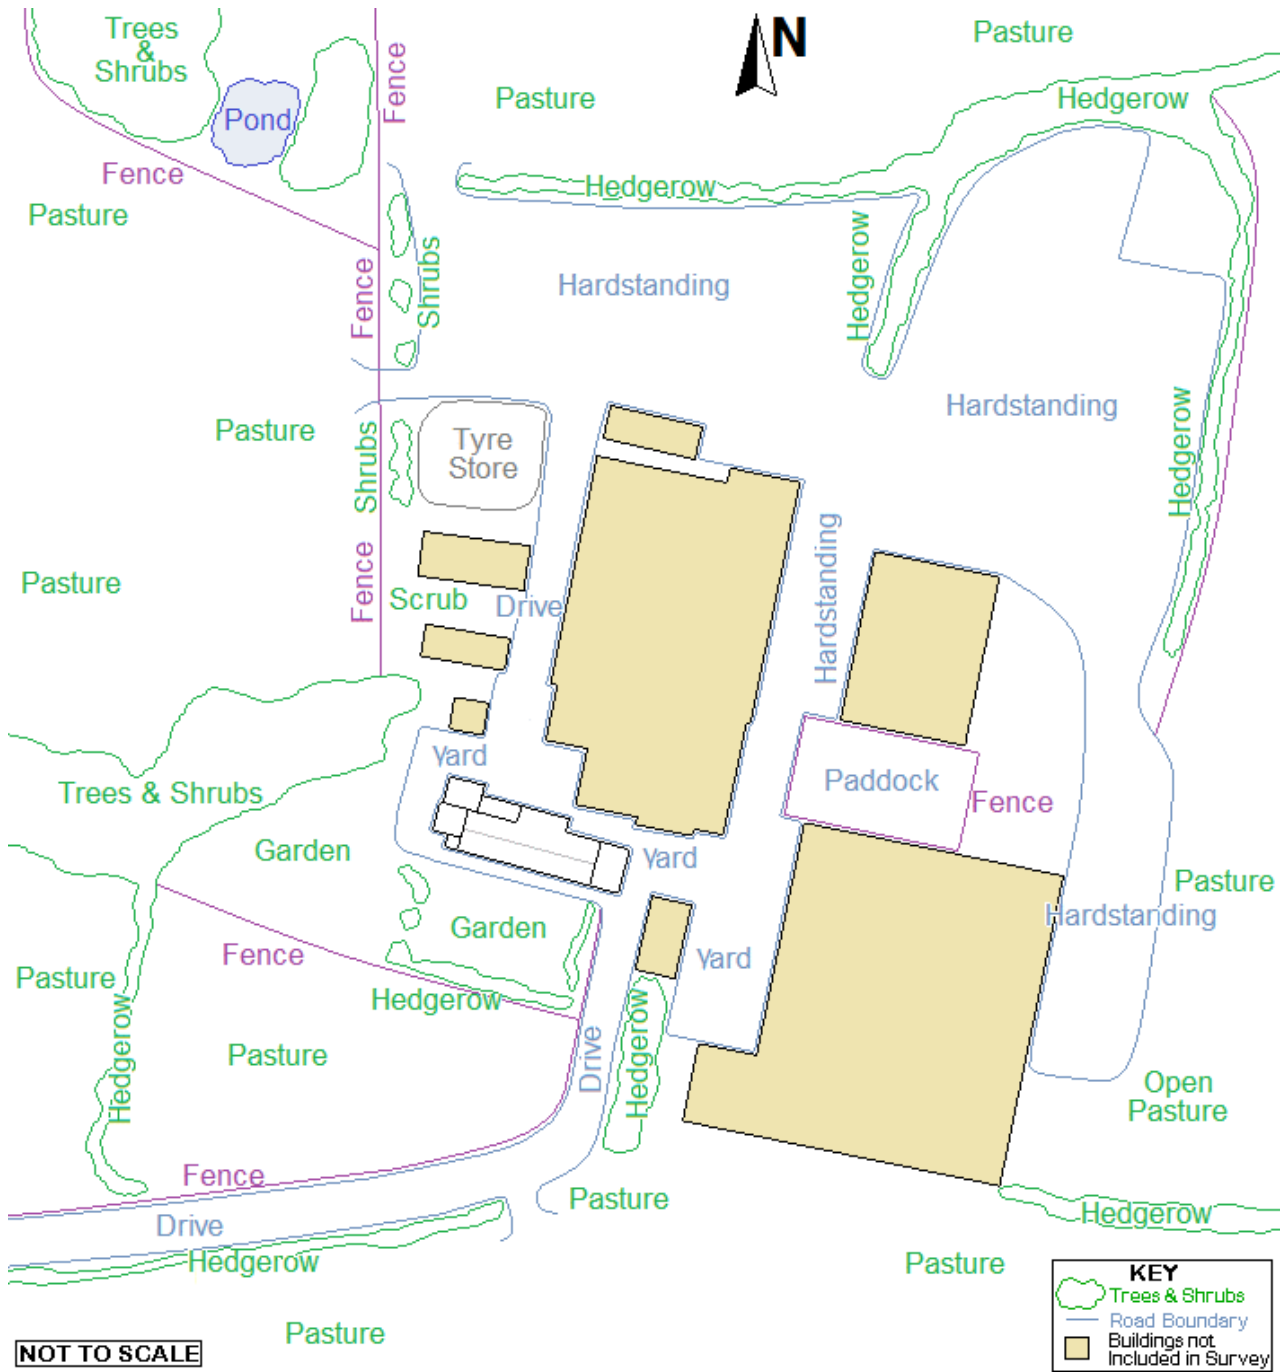 Trees
&
Shrubs
Pond
Fence
N
Pasture
Pasture
Hedgerow
Fence
Pasture
Hedgerow
Shrubs
Fence
Hardstanding
Hedgerow
Hardstanding
Hedgerow
Pasture
Shrubs
Tyre
Store
Hardstanding
Pasture
Fence
Scrub
Drive
Yard
Paddock
Fence
Trees & Shrubs
Garden
Yard
Pasture
Hardstanding
Garden
Fence
Yard
Pasture
Hedgerow
Hedgerow
Pasture
Drive
Hedgerow
Open
Pasture
Fence
Pasture
Drive
Hedgerow
Hedgerow
Pasture
Pasture
KEY
Trees & Shrubs
Road Boundary
Buildings not
Included in Survey
NOT TO SCALE